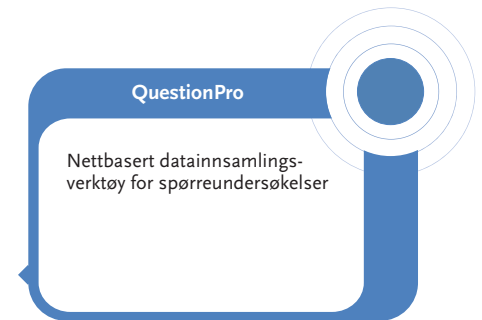 QuestionPro
Nettbasert datainnsamlings-
verktøy for spørreundersøkelser